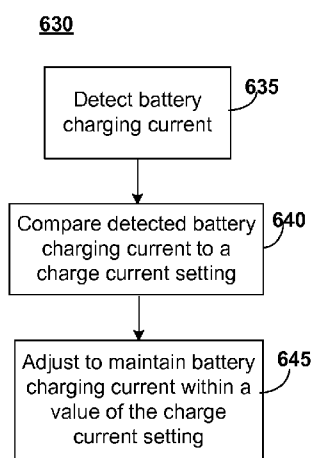 630
Detect battery
charging current
635
Compare detected battery
charging current to a
charge current setting
640
Adjust to maintain battery
charging current within a
value of the charge
current setting
645